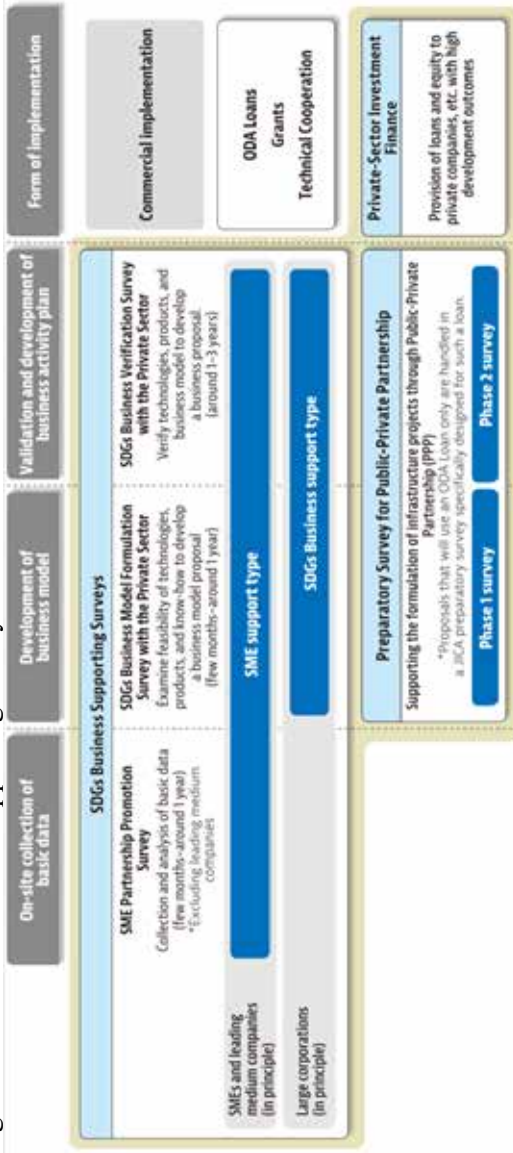 On-site collection of
basic data
Development of
business model
Validation and development of
business activity plan
Form of implementation
SDGs Business Supporting Surveys
SME Partnership Promotion
Survey
Collection and analysis of basic data
(few months–around 1 year)
*Excluding leading medium
companies
SDGs Business Model Formulation
Survey with the Private Sector
Examine feasibility of technologies,
products, and know-how to develop
a business model proposal
(few months–around 1 year)
SDGs Business Verification Survey
with the Private Sector
Verify technologies, products, and
business model to develop
a business proposal
(around 1–3 years)
Commercial implementation
SMEs and leading
medium companies
(in principle)
SME support type
Large corporations
(in principle)
SDGs Business support type
ODA Loans
Grants
Technical Cooperation
Preparatory Survey for Public-Private Partnership
Supporting the formulation of infrastructure projects through Public-Private
Partnership (PPP)
*Proposals that will use an ODA Loan only are handled in
a JICA preparatory survey specifically designed for such a loan.
Phase 1 survey
Phase 2 survey
Private-Sector Investment
Finance
Provision of loans and equity to
private companies, etc. with high
development outcomes